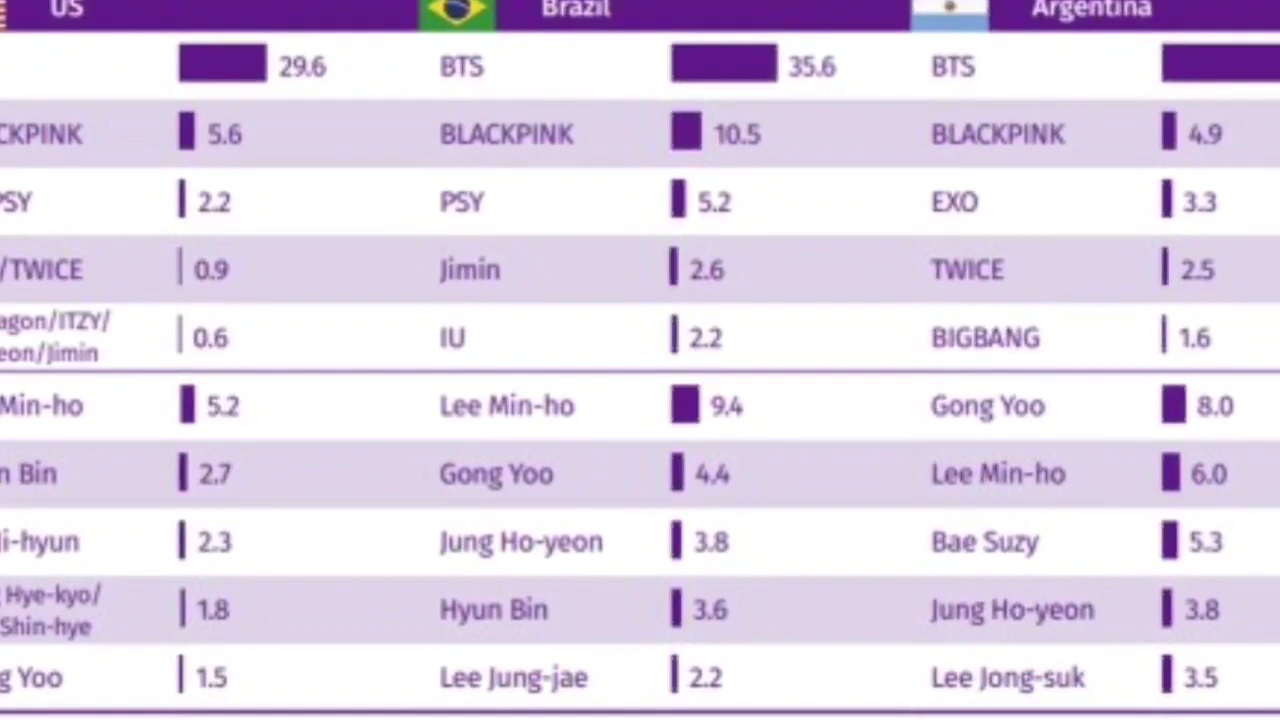 US Brazil Argentina
29.6 BTS 35.6 BTS
CKPINK 5.6 BLACKPINK 10.5 BLACKPINK 4.9
PSY 2.2 PSY 5.2 EXO 3.3
/TWICE 0.9 Jimin 2.6 TWICE 2.5
agon/ITZY/
eon/Jimin 0.6 IU 2.2 BIGBANG 1.6
Min-ho 5.2 Lee Min-ho 9.4 Gong Yoo 8.0
n Bin 2.7 Gong Yoo 4.4 Lee Min-ho 6.0
i-hyun 2.3 Jung Ho-yeon 3.8 Bae Suzy 5.3
Hye-kyo/
Shin-hye 1.8 Hyun Bin 3.6 Jung Ho-yeon 3.8
g Yoo 1.5 Lee Jung-jae 2.2 Lee Jong-suk 3.5